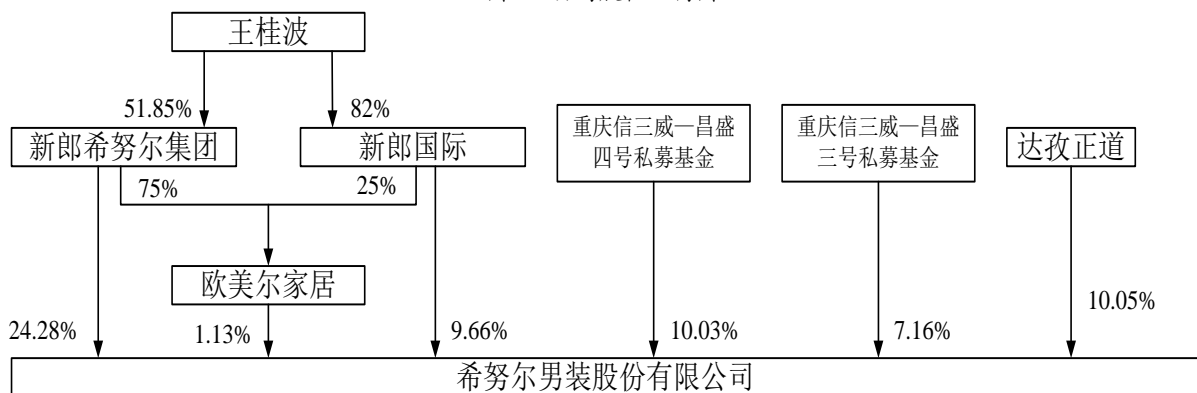 王桂波
51.85%
82%
新郎希努尔集团
新郎国际
重庆信三威—昌盛
四号私募基金
重庆信三威—昌盛
三号私募基金
达孜正道
75%
25%
欧美尔家居
24.28%
1.13%
9.66%
10.03%
7.16%
10.05%
希努尔男装股份有限公司